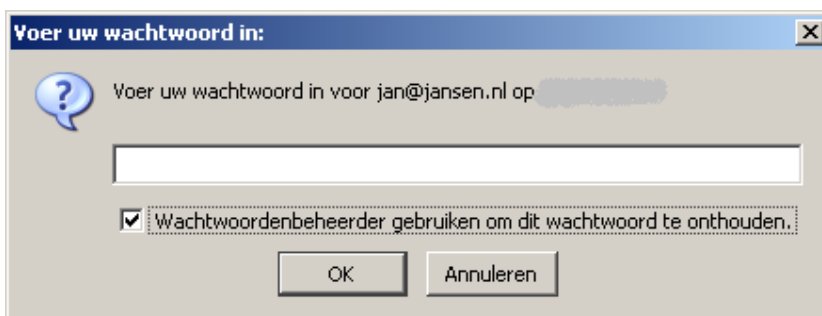 Voer uw wachtwoord in:
Voer uw wachtwoord in voor jan@jansen.nl op
Wachtwoordenbeheerder gebruiken om dit wachtwoord te onthouden.
OK Annuleren